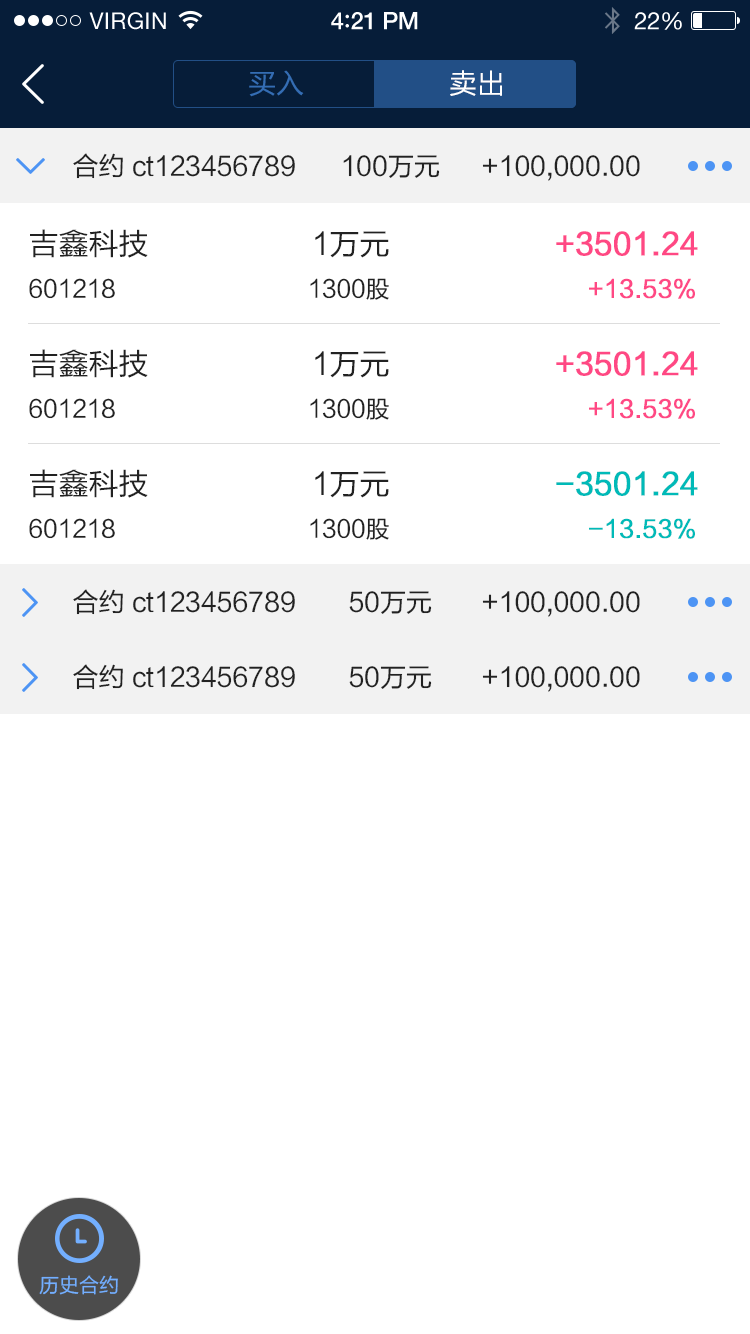 VIRGIN 4:21 PM 22%
买入 卖出
合约 ct123456789 100万元 +100,000.00
吉鑫科技 1万元 +3501.24
601218 1300股 +13.53%
吉鑫科技 1万元 +3501.24
601218 1300股 +13.53%
吉鑫科技 1万元 −3501.24
601218 1300股 −13.53%
合约 ct123456789 50万元 +100,000.00
合约 ct123456789 50万元 +100,000.00
历史合约